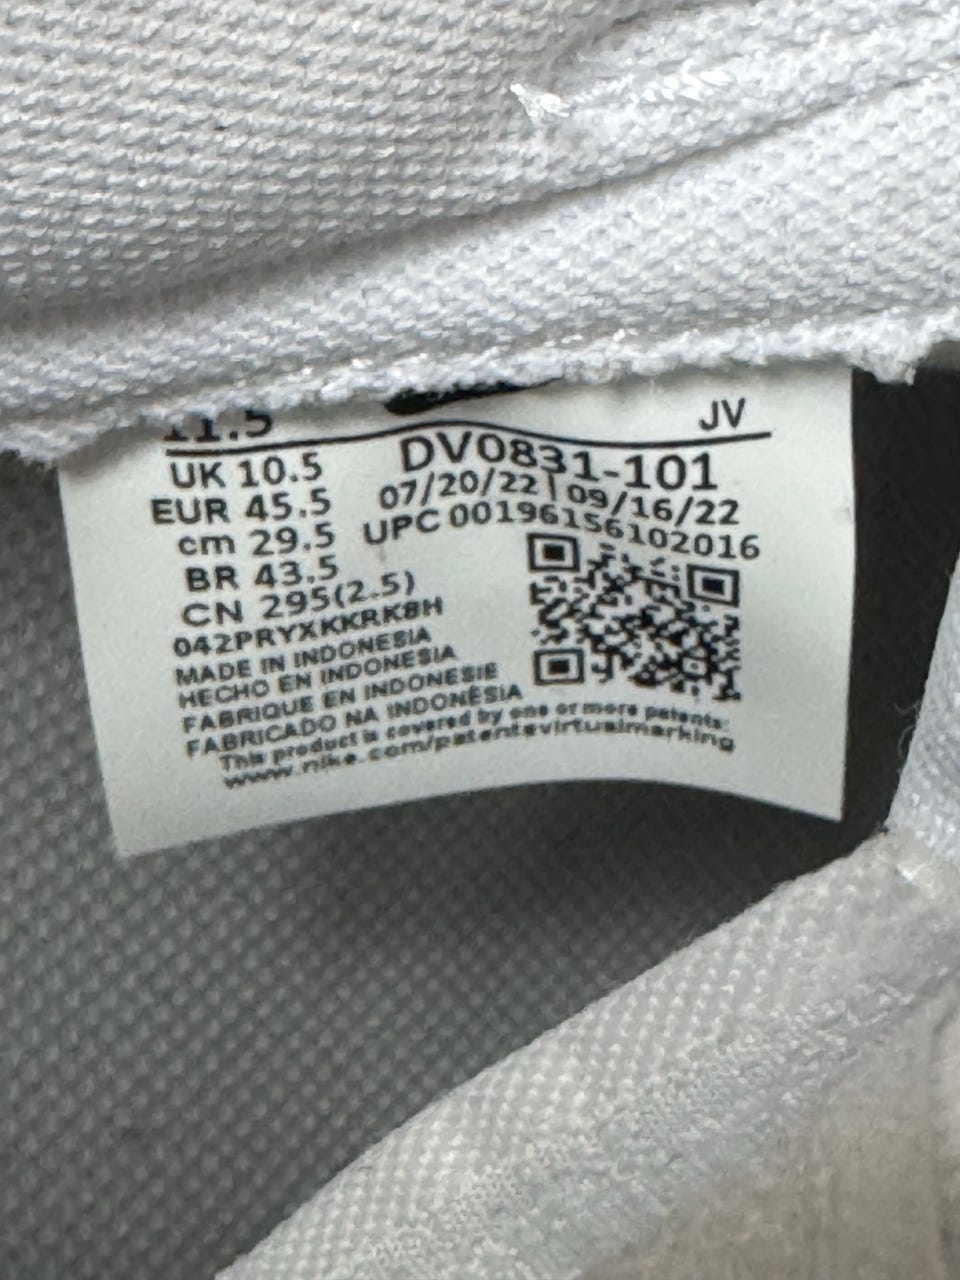 11.5
JV
UK 10.5
EUR 45.5
cm 29.5
BR 43.5
CN 295(2.5)
DV0831-101
07/20/22 | 09/16/22
UPC 00196156102016
042PRYXKKRK8H
MADE IN INDONESIA
HECHO EN INDONESIA
FABRIQUE EN INDONESIE
FABRICADO NA INDONÉSIA
This product is covered by one or more patents:
www.nike.com/patentsvirtualmarking